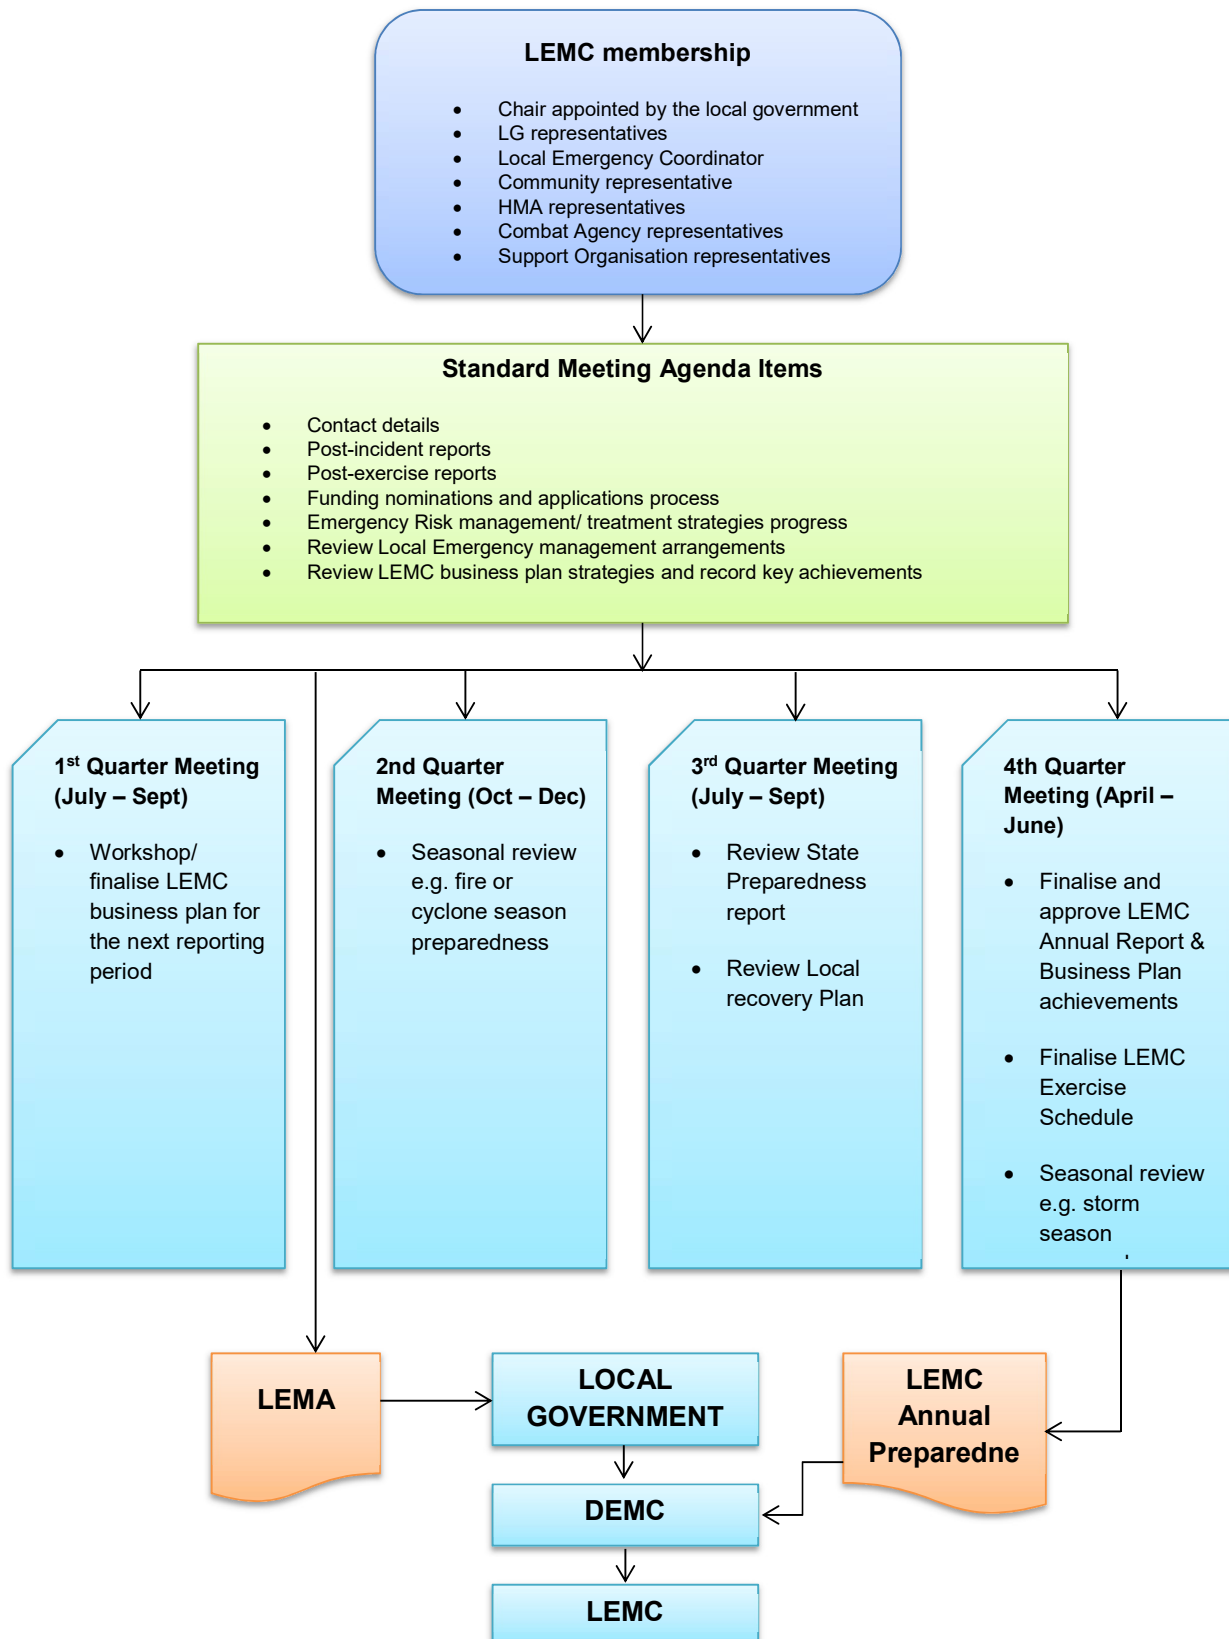 LEMC membership
• Chair appointed by the local government
• LG representatives
• Local Emergency Coordinator
• Community representative
• HMA representatives
• Combat Agency representatives
• Support Organisation representatives
Standard Meeting Agenda Items
• Contact details
• Post-incident reports
• Post-exercise reports
• Funding nominations and applications process
• Emergency Risk management/ treatment strategies progress
• Review Local Emergency management arrangements
• Review LEMC business plan strategies and record key achievements
1st Quarter Meeting
(July – Sept)
• Workshop/
finalise LEMC
business plan for
the next reporting
period
2nd Quarter
Meeting (Oct – Dec)
• Seasonal review
e.g. fire or
cyclone season
preparedness
3rd Quarter Meeting
(July – Sept)
• Review State
Preparedness
report
• Review Local
recovery Plan
4th Quarter
Meeting (April –
June)
• Finalise and
approve LEMC
Annual Report &
Business Plan
achievements
• Finalise LEMC
Exercise
Schedule
• Seasonal review
e.g. storm
season
LEMA
LOCAL
GOVERNMENT
LEMC
Annual
Preparedne
DEMC
LEMC